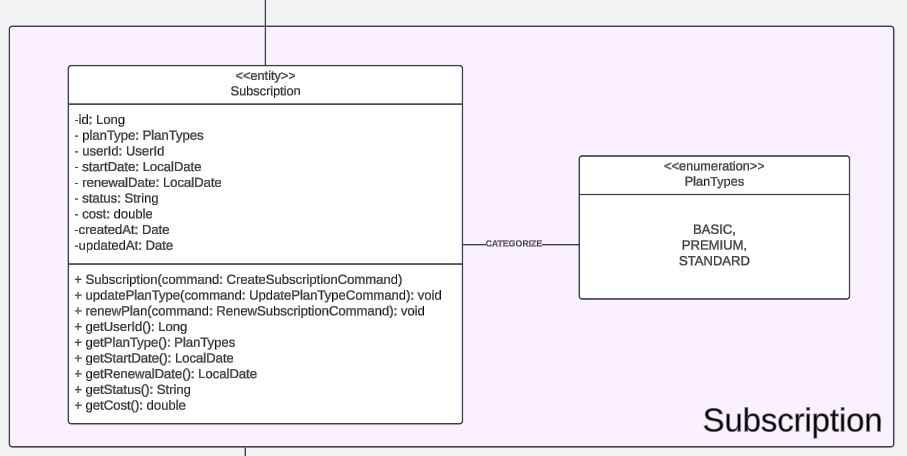 <<entity>>
Subscription
-id: Long
- planType: PlanTypes
- userId: UserId
- startDate: LocalDate
- renewalDate: LocalDate
- status: String
- cost: double
-createdAt: Date
-updatedAt: Date
+ Subscription(command: CreateSubscriptionCommand)
+ updatePlanType(command: UpdatePlanTypeCommand): void
+ renewPlan(command: RenewSubscriptionCommand): void
+ getUserId(): Long
+ getPlanType(): PlanTypes
+ getStartDate(): LocalDate
+ getRenewalDate(): LocalDate
+ getStatus(): String
+ getCost(): double
CATEGORIZE
<<enumeration>>
PlanTypes
BASIC,
PREMIUM,
STANDARD
Subscription